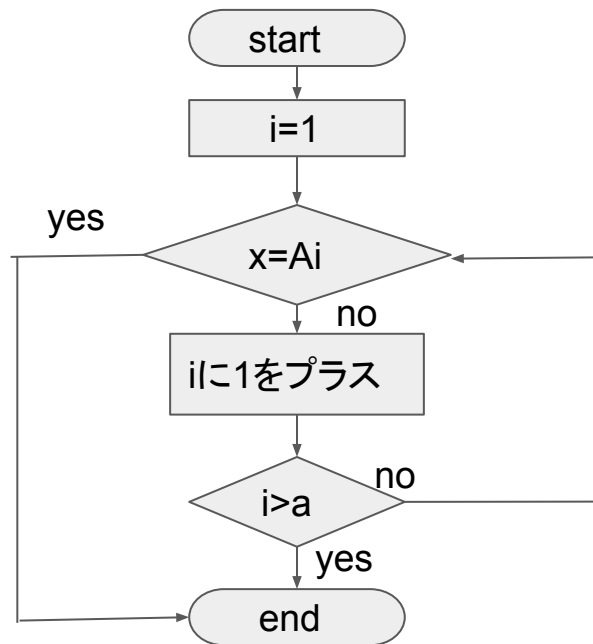 start
i=1
yes
x=Ai
no
iに1をプラス
no
i>a
yes
end